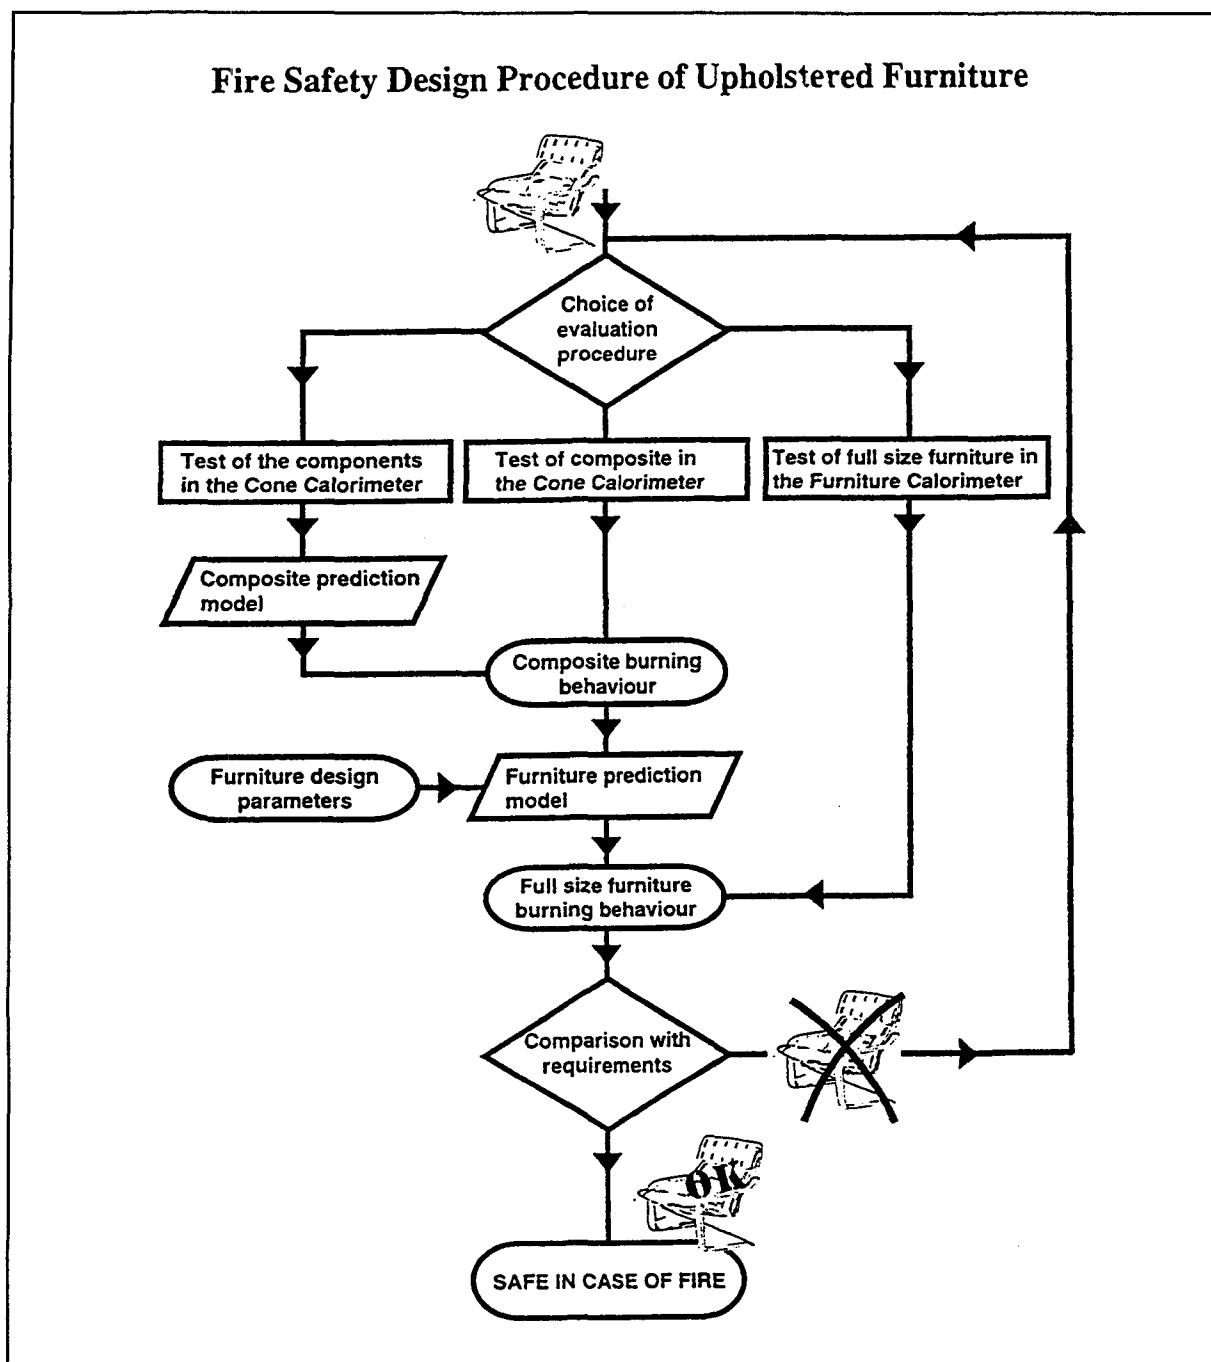 Fire Safety Design Procedure of Upholstered Furniture
Choice of
evaluation
procedure
Test of the components
in the Cone Calorimeter
Test of composite in
the Cone Calorimeter
Test of full size furniture in
the Furniture Calorimeter
Composite prediction
model
Composite burning
behaviour
Furniture design
parameters
Furniture prediction
model
Full size furniture
burning behaviour
Comparison with
requirements
OK
SAFE IN CASE OF FIRE